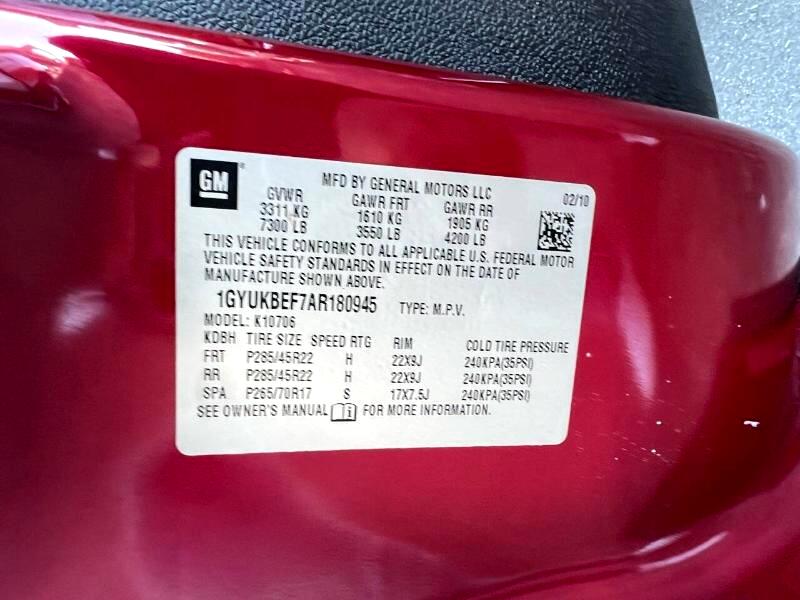 GM
MFD BY GENERAL MOTORS LLC 02/10
GVWR GAWR FRT GAWR RR
3311 KG 1610 KG 1905 KG
7300 LB 3550 LB 4200 LB
THIS VEHICLE CONFORMS TO ALL APPLICABLE U.S. FEDERAL MOTOR
VEHICLE SAFETY STANDARDS IN EFFECT ON THE DATE OF
MANUFACTURE SHOWN ABOVE.
1GYUKBEF7AR180945 TYPE: M.P.V.
MODEL: K10706
KDBH TIRE SIZE SPEED RTG RIM COLD TIRE PRESSURE
FRT P285/45R22 H 22X9J 240KPA(35PSI)
RR P285/45R22 H 22X9J 240KPA(35PSI)
SPA P265/70R17 S 17X7.5J 240KPA(35PSI)
SEE OWNER'S MANUAL FOR MORE INFORMATION.